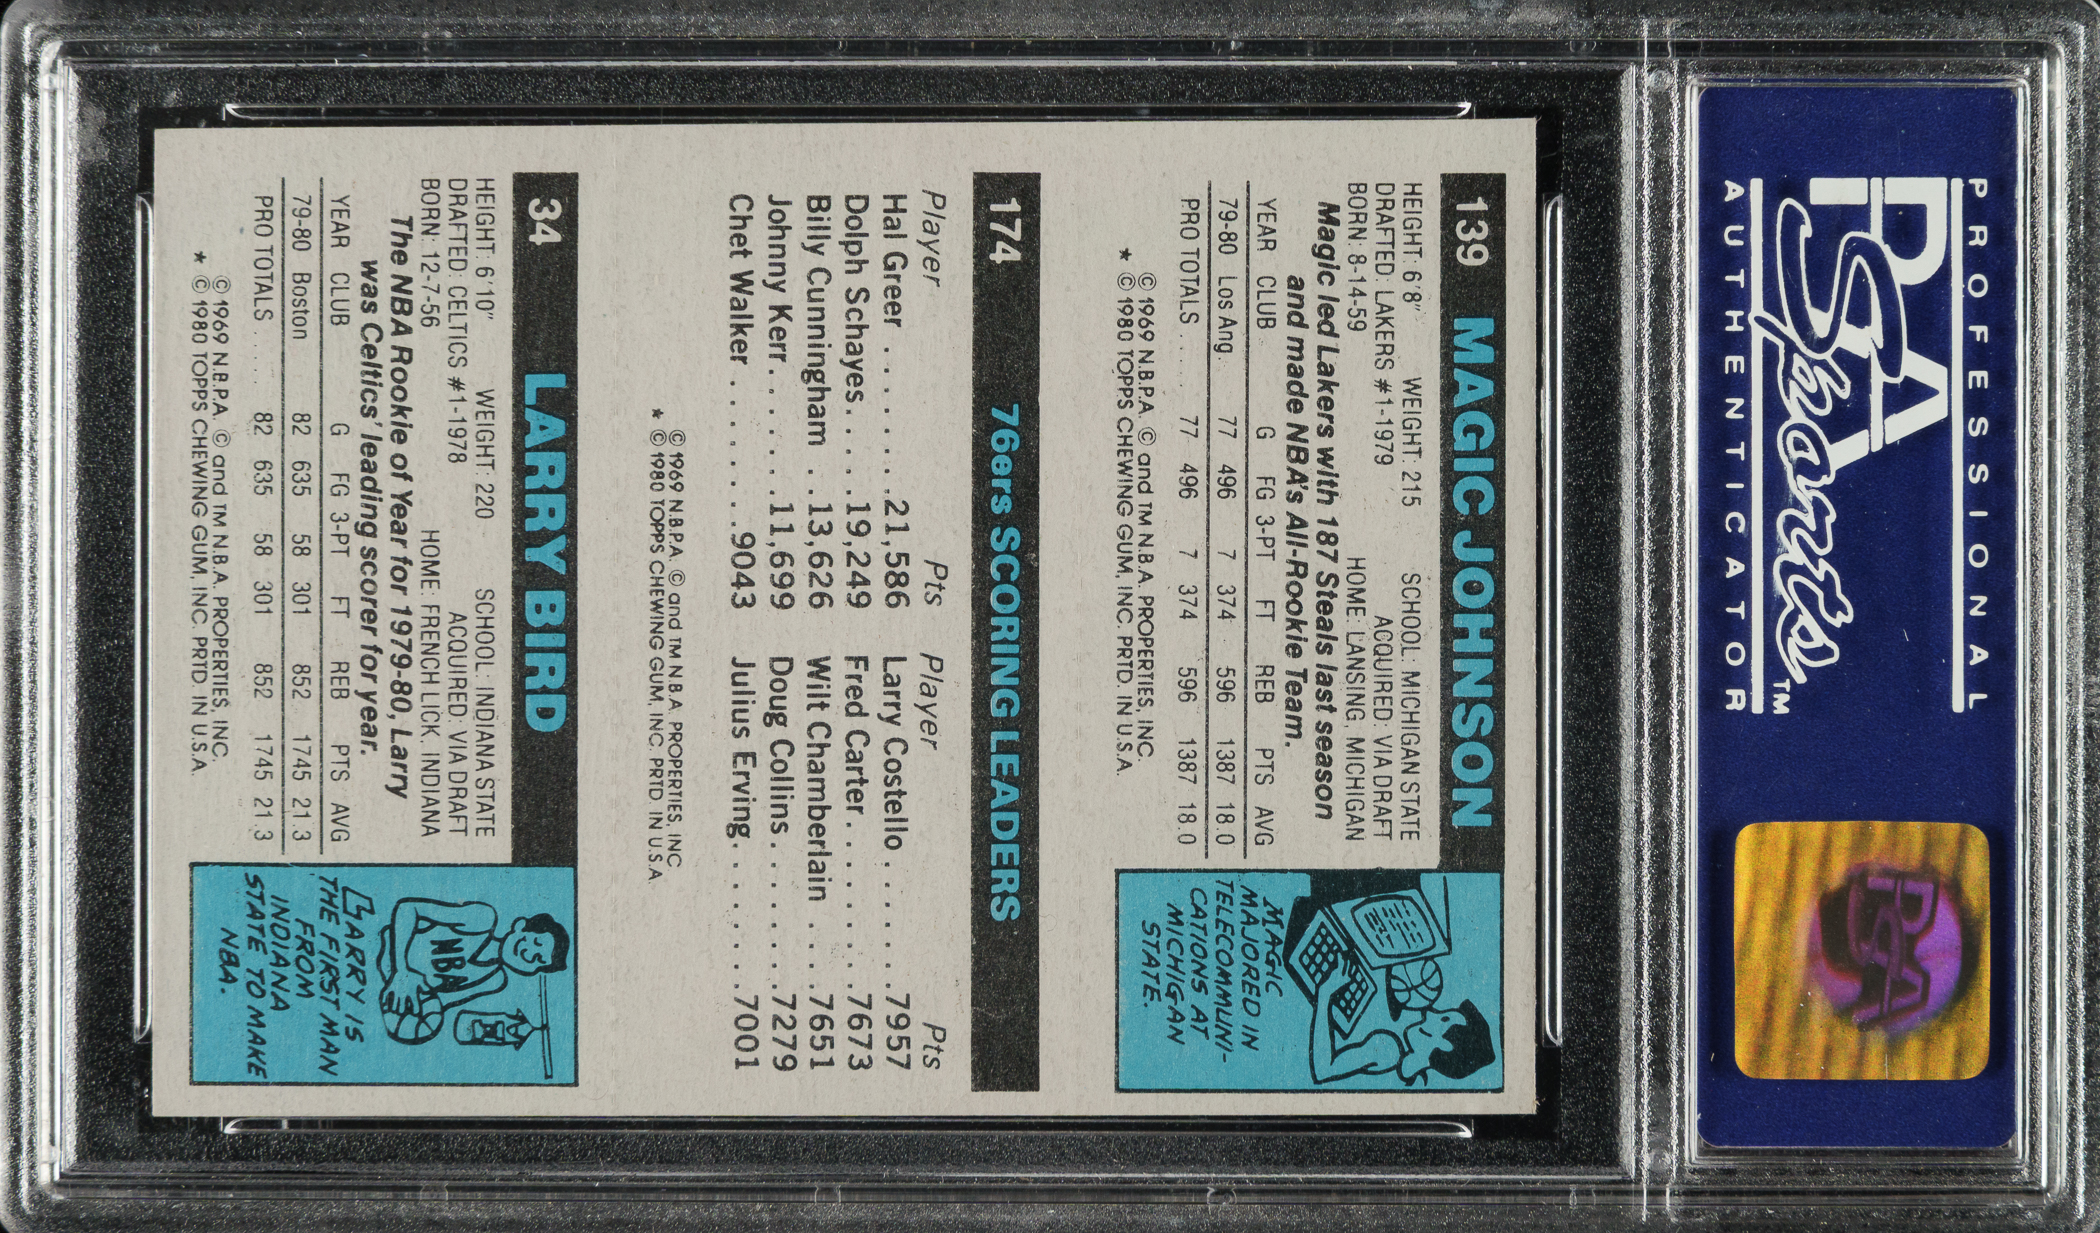 PROFESSIONAL
PSA
Sports™
AUTHENTICATOR
PSA
139 MAGIC JOHNSON
HEIGHT: 6'8" WEIGHT: 215 SCHOOL: MICHIGAN STATE
DRAFTED: LAKERS #1-1979 ACQUIRED: VIA DRAFT
BORN: 8-14-59 HOME: LANSING, MICHIGAN
Magic led Lakers with 187 Steals last season
and made NBA's All-Rookie Team.
YEAR CLUB G FG 3-PT FT REB PTS AVG
79-80 Los Ang. 77 496 7 374 596 1387 18.0
PRO TOTALS ..... 77 496 7 374 596 1387 18.0
© 1969 N.B.P.A. © and TM N.B.A. PROPERTIES, INC.
* © 1980 TOPPS CHEWING GUM, INC. PRTD. IN U.S.A.
MAGIC
MAJORED IN
TELECOMMUNI-
CATIONS AT
MICHIGAN
STATE.
174 76ers SCORING LEADERS
Player Pts Player Pts
Hal Greer ........21,586 Larry Costello .......7957
Dolph Schayes.....19,249 Fred Carter........7673
Billy Cunningham ..13,626 Wilt Chamberlain ....7651
Johnny Kerr.......11,699 Doug Collins.......7279
Chet Walker ........9043 Julius Erving.......7001
© 1969 N.B.P.A. © and TM N.B.A. PROPERTIES, INC.
* © 1980 TOPPS CHEWING GUM, INC. PRTD. IN U.S.A.
34 LARRY BIRD
HEIGHT: 6'10" WEIGHT: 220 SCHOOL: INDIANA STATE
DRAFTED: CELTICS #1-1978 ACQUIRED: VIA DRAFT
BORN: 12-7-56 HOME: FRENCH LICK, INDIANA
The NBA Rookie of Year for 1979-80, Larry
was Celtics' leading scorer for year.
YEAR CLUB G FG 3-PT FT REB PTS AVG
79-80 Boston 82 635 58 301 852 1745 21.3
PRO TOTALS ..... 82 635 58 301 852 1745 21.3
© 1969 N.B.P.A. © and TM N.B.A. PROPERTIES, INC.
* © 1980 TOPPS CHEWING GUM, INC. PRTD. IN U.S.A.
NBA
LARRY IS
THE FIRST MAN
FROM
INDIANA
STATE TO MAKE
NBA.